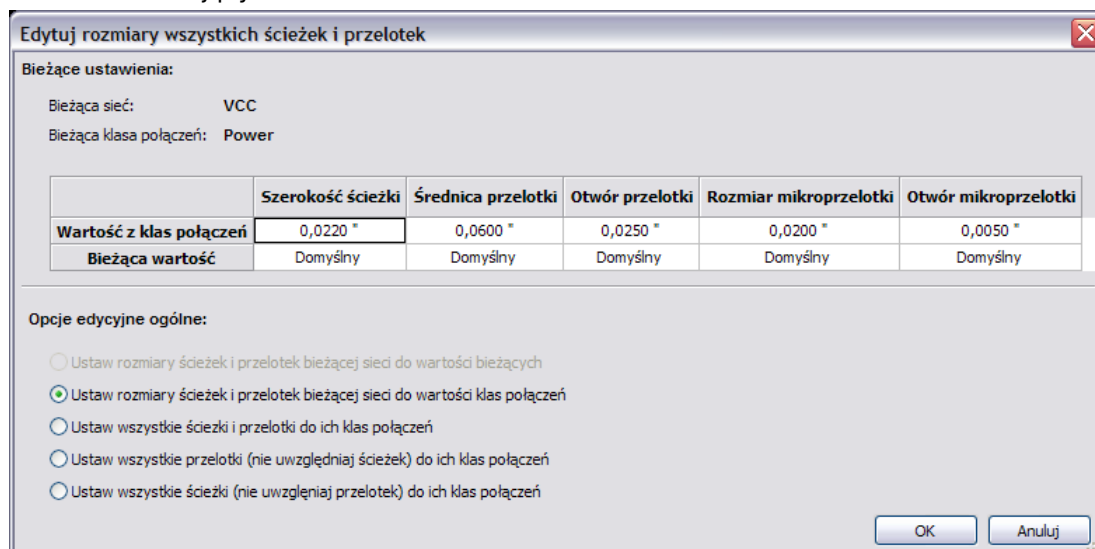 Edytuj rozmiary wszystkich ścieżek i przelotek
Bieżące ustawienia:
Bieżąca sieć: VCC
Bieżąca klasa połączeń: Power
Szerokość ścieżki Średnica przelotki Otwór przelotki Rozmiar mikroprzelotki Otwór mikroprzelotki
Wartość z klas połączeń 0,0220 " 0,0600 " 0,0250 " 0,0200 " 0,0050 "
Bieżąca wartość Domyślny Domyślny Domyślny Domyślny Domyślny
Opcje edycyjne ogólne:
Ustaw rozmiary ścieżek i przelotek bieżącej sieci do wartości bieżących
Ustaw rozmiary ścieżek i przelotek bieżącej sieci do wartości klas połączeń
Ustaw wszystkie ściezki i przelotki do ich klas połączeń
Ustaw wszystkie przelotki (nie uwzględniaj ścieżek) do ich klas połączeń
Ustaw wszystkie ścieżki (nie uwzglęniaj przelotek) do ich klas połączeń
OK Anuluj